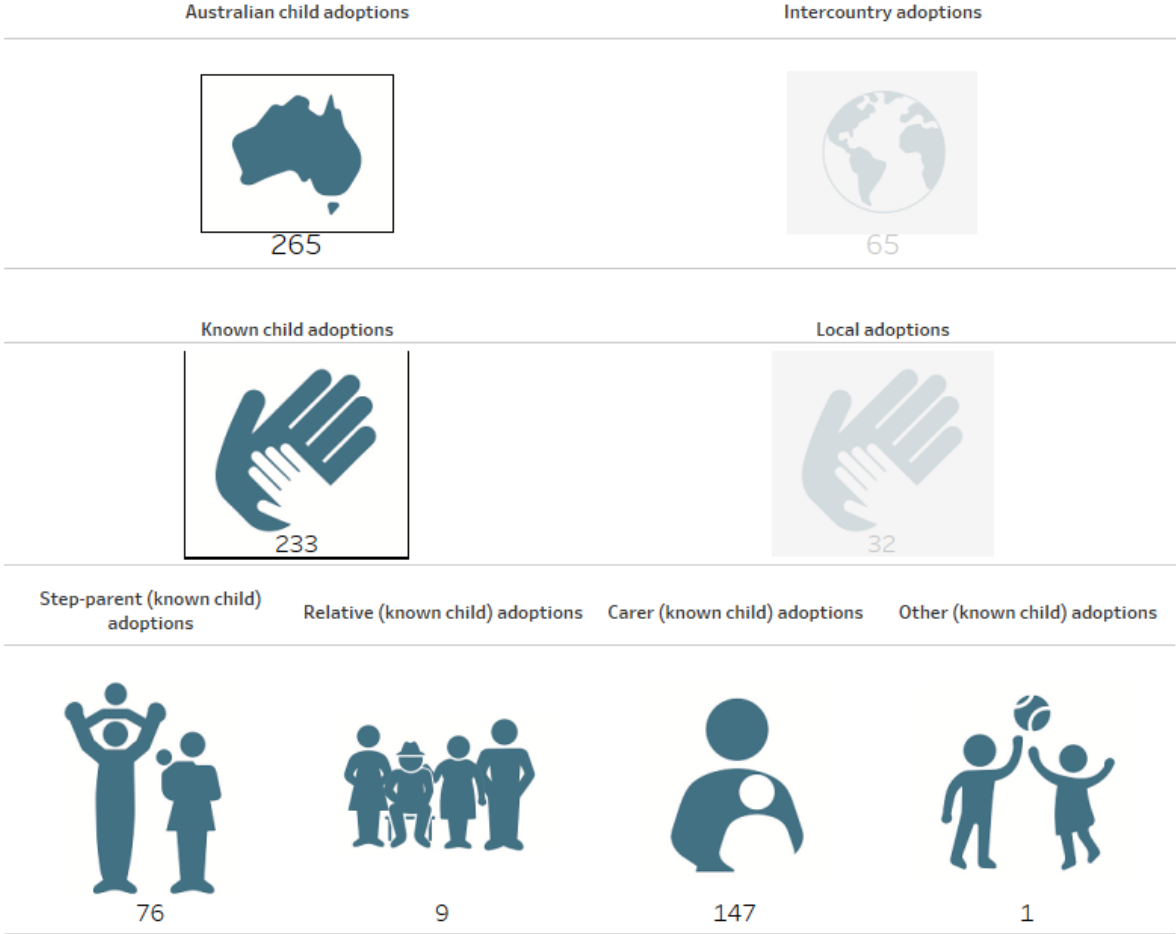 Australian child adoptions
Intercountry adoptions
265
65
Known child adoptions
Local adoptions
233
32
Step-parent (known child)
adoptions
Relative (known child) adoptions
Carer (known child) adoptions
Other (known child) adoptions
76
9
147
1